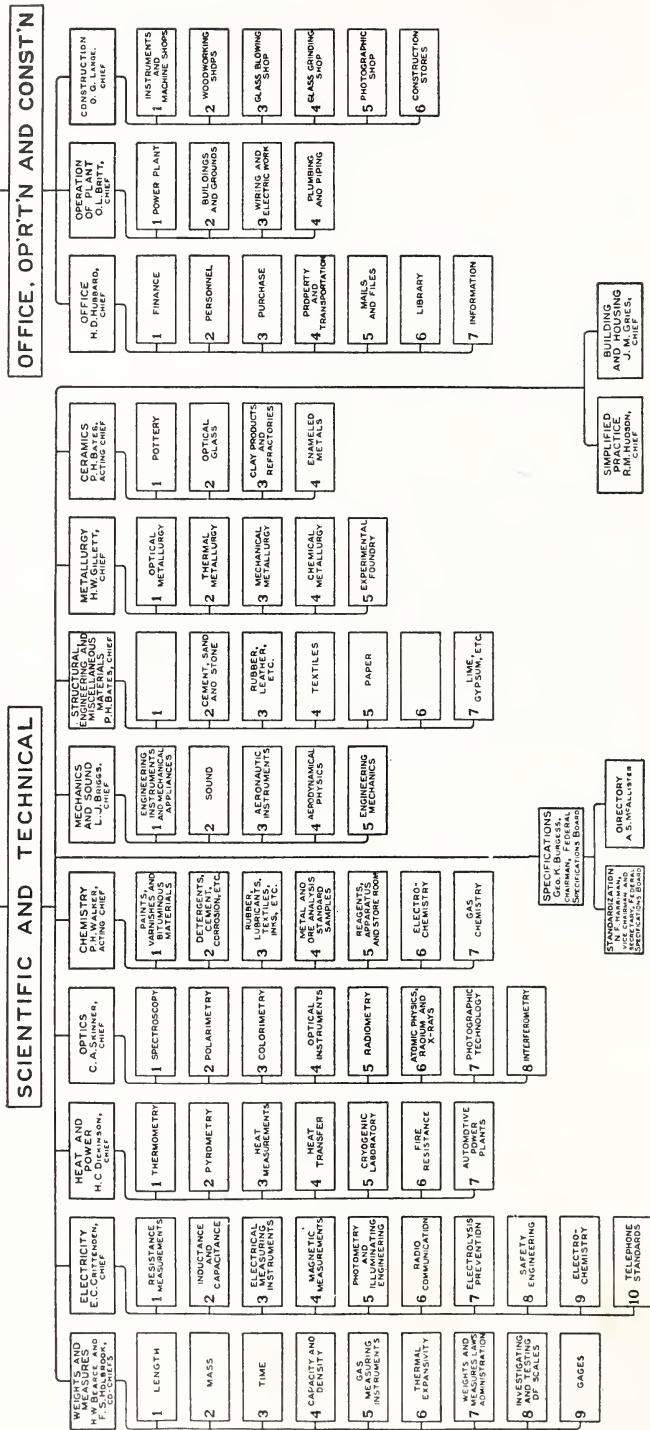 SCIENTIFIC AND TECHNICAL
WEIGHTS AND
MEASURES
H W BEARCE AND
F. S. HOLBROOK,
CO-CHIEFS
1 LENGTH
2 MASS
3 TIME
4 CAPACITY AND
DENSITY
5 GAS
MEASURING
INSTRUMENTS
6 THERMAL
EXPANSIVITY
7 WEIGHTS AND
MEASURES LAWS
ADMINISTRATION
8 INVESTIGATING
AND TESTING
OF SCALES
9 GAGES
ELECTRICITY
E. C. CRITTENDEN,
CHIEF
1 RESISTANCE
MEASUREMENTS
2 INDUCTANCE
AND
CAPACITANCE
3 ELECTRICAL
MEASURING
INSTRUMENTS
4 MAGNETIC
MEASUREMENTS
5 PHOTOMETRY
AND
ILLUMINATING
ENGINEERING
6 RADIO
COMMUNICATION
7 ELECTROLYSIS
PREVENTION
8 SAFETY
ENGINEERING
9 ELECTRO-
CHEMISTRY
10 TELEPHONE
STANDARDS
HEAT AND
POWER
H. C DICKINSON,
CHIEF
1 THERMOMETRY
2 PYROMETRY
3 HEAT
MEASUREMENTS
4 HEAT
TRANSFER
5 CRYOGENIC
LABORATORY
6 FIRE
RESISTANCE
7 AUTOMOTIVE
POWER
PLANTS
OPTICS
C. A. SKINNER,
CHIEF
1 SPECTROSCOPY
2 POLARIMETRY
3 COLORIMETRY
4 OPTICAL
INSTRUMENTS
5 RADIOMETRY
6 ATOMIC PHYSICS,
RADIUM AND
X-RAYS
7 PHOTOGRAPHIC
TECHNOLOGY
8 INTERFEROMETRY
CHEMISTRY
P. H. WALKER,
ACTING CHIEF
1 PAINTS,
VARNISHES AND
BITUMINOUS
MATERIALS
2 DETERGENTS,
CEMENT,
CORROSION, ETC.
3 RUBBER,
LUBRICANTS,
TEXTILES,
INKS, ETC.
4 METAL AND
ORE ANALYSIS
STANDARD
SAMPLES
5 REAGENTS,
APPARATUS
AND STORE ROOM
6 ELECTRO-
CHEMISTRY
7 GAS
CHEMISTRY
MECHANICS
AND SOUND
L. J. BRIGGS,
CHIEF
1 ENGINEERING
INSTRUMENTS
AND MECHANICAL
APPLIANCES
2 SOUND
3 AERONAUTIC
INSTRUMENTS
4 AERODYNAMICAL
PHYSICS
5 ENGINEERING
MECHANICS
STRUCTURAL,
ENGINEERING AND
MISCELLANEOUS
MATERIALS
P. H. BATES, CHIEF
1
2 CEMENT, SAND
AND STONE
3 RUBBER,
LEATHER,
ETC.
4 TEXTILES
5 PAPER
6
7 LIME,
GYPSUM, ETC.
METALLURGY
H. W. GILLETT,
CHIEF
1 OPTICAL
METALLURGY
2 THERMAL
METALLURGY
3 MECHANICAL
METALLURGY
4 CHEMICAL
METALLURGY
5 EXPERIMENTAL
FOUNDRY
CERAMICS
P. H. BATES,
ACTING CHIEF
1 POTTERY
2 OPTICAL
GLASS
3 CLAY PRODUCTS
AND
REFRACTORIES
4 ENAMELED
METALS
SPECIFICATIONS
GEO. K. BURGESS,
CHAIRMAN, FEDERAL
SPECIFICATIONS BOARD
STANDARDIZATION
N. F. HARRIMAN,
VICE CHAIRMAN AND
SECRETARY, FEDERAL
SPECIFICATIONS BOARD
DIRECTORY
A S. MCALLISTER
SIMPLIFIED
PRACTICE
R. M. HUDSON,
CHIEF
BUILDING
AND HOUSING
J. M. GRIES,
CHIEF
OFFICE, OP'R'T'N AND CONST'N
OFFICE
H. D. HUBBARD,
CHIEF
1 FINANCE
2 PERSONNEL
3 PURCHASE
4 PROPERTY
AND
TRANSPORTATION
5 MAILS
AND FILES
6 LIBRARY
7 INFORMATION
OPERATION
OF PLANT
O. L. BRITT,
CHIEF
1 POWER PLANT
2 BUILDINGS
AND GROUNDS
3 WIRING AND
ELECTRIC WORK
4 PLUMBING
AND PIPING
CONSTRUCTION
O. G. LANGE,
CHIEF
1 INSTRUMENTS
AND
MACHINE SHOPS
2 WOODWORKING
SHOPS
3 GLASS BLOWING
SHOP
4 GLASS GRINDING
SHOP
5 PHOTOGRAPHIC
SHOP
6 CONSTRUCTION
STORES